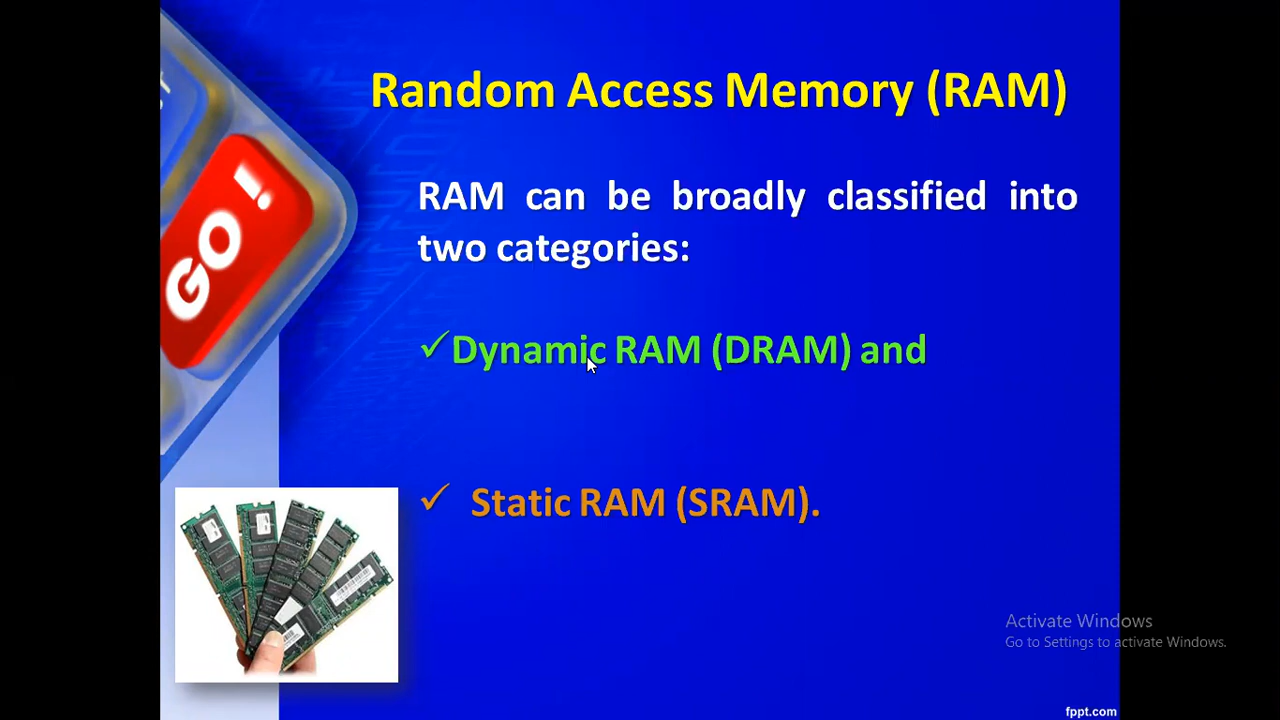 Random Access Memory (RAM)
RAM can be broadly classified into
two categories:
✓Dynamic RAM (DRAM) and
✓ Static RAM (SRAM).
GO !
Activate Windows
Go to Settings to activate Windows.
fppt.com